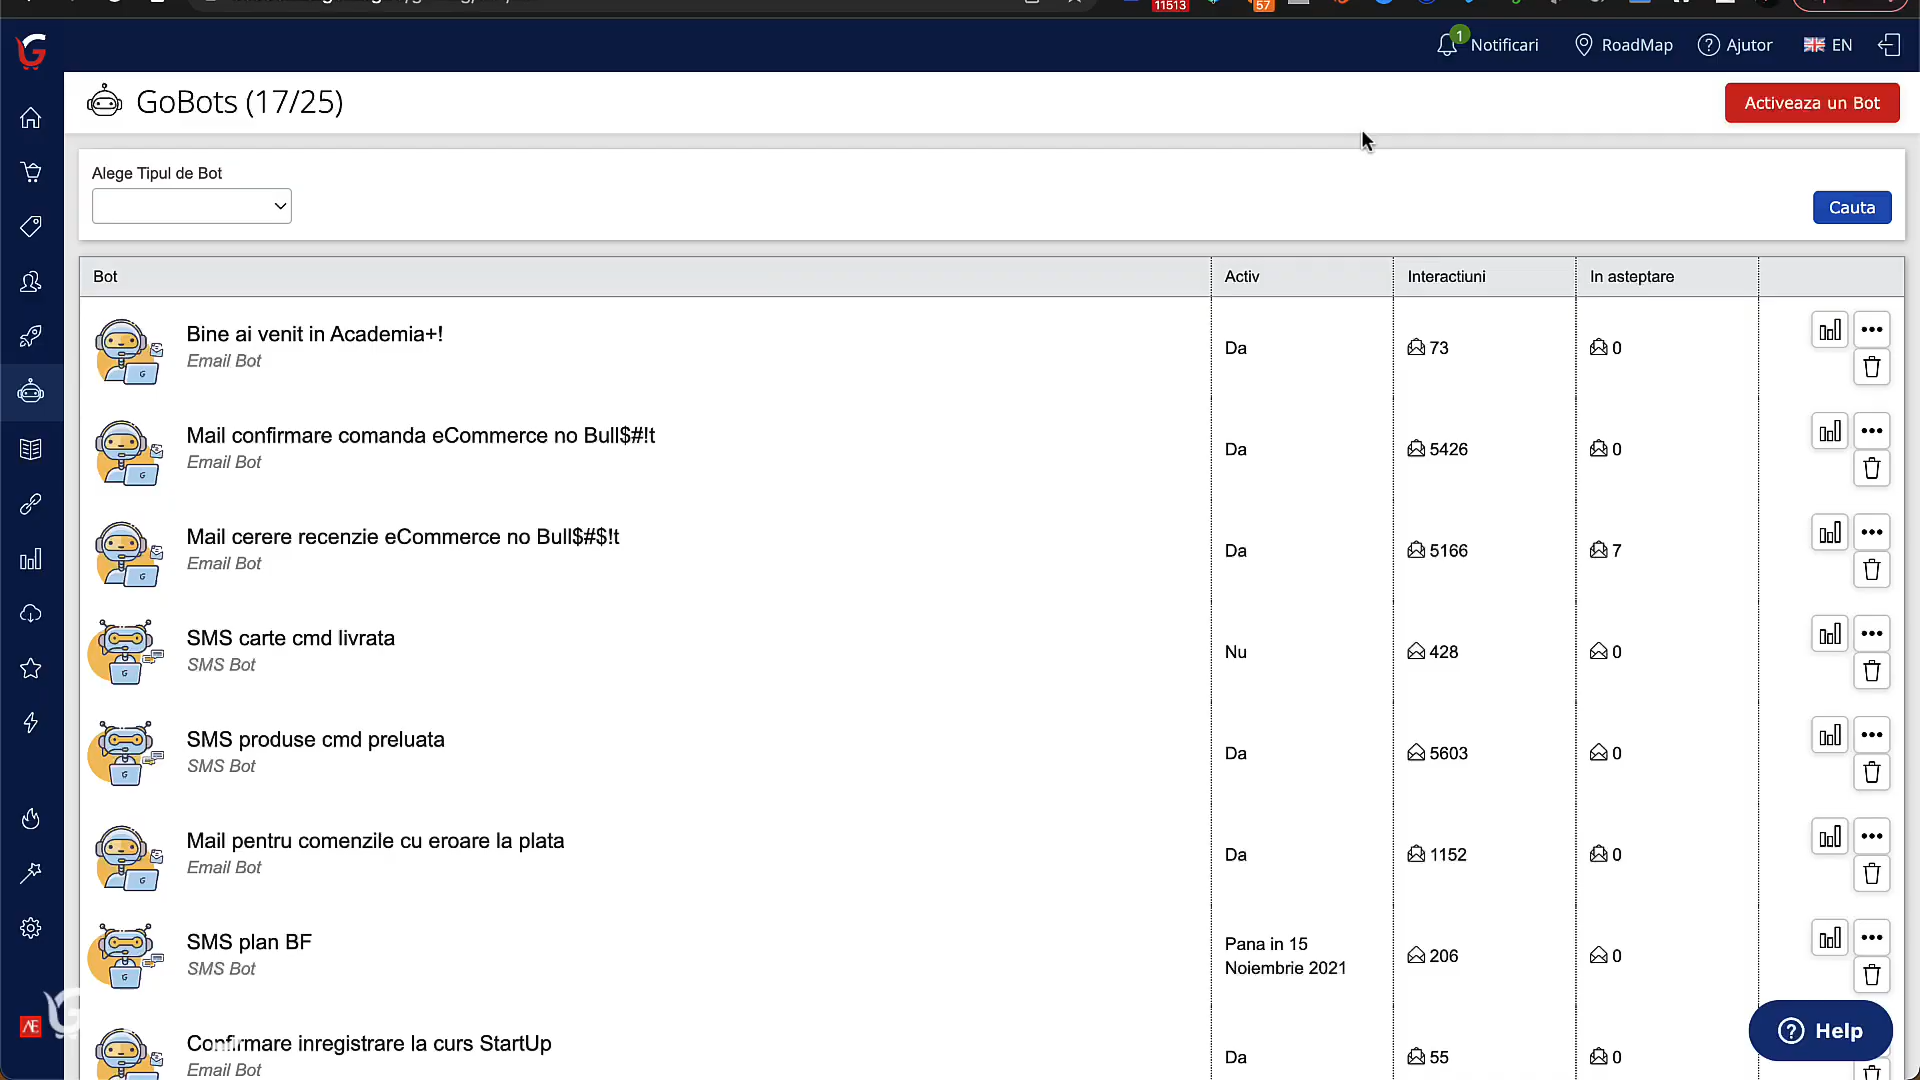 11513
57
1
Notificari
RoadMap
Ajutor
EN
GoBots (17/25)
Activeaza un Bot
Alege Tipul de Bot
Cauta
Bot
Activ
Interactiuni
In asteptare
Bine ai venit in Academia+!
Email Bot
Da
73
0
Mail confirmare comanda eCommerce no Bull$#!t
Email Bot
Da
5426
0
Mail cerere recenzie eCommerce no Bull$#$!t
Email Bot
Da
5166
7
SMS carte cmd livrata
SMS Bot
Nu
428
0
SMS produse cmd preluata
SMS Bot
Da
5603
0
Mail pentru comenzile cu eroare la plata
Email Bot
Da
1152
0
SMS plan BF
SMS Bot
Pana in 15
Noiembrie 2021
206
0
Confirmare inregistrare la curs StartUp
Email Bot
Da
55
0
Help